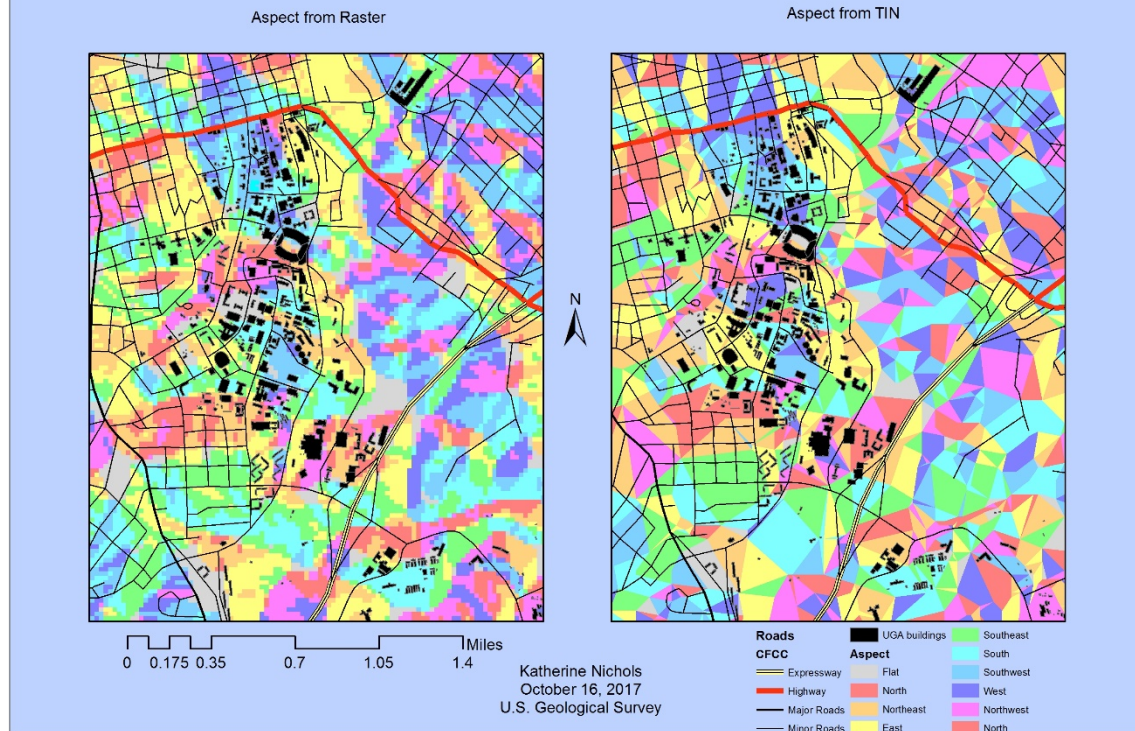 Aspect from Raster
Aspect from TIN
N
Miles
0 0.175 0.35 0.7 1.05 1.4
Katherine Nichols
October 16, 2017
U.S. Geological Survey
Roads
CFCC
Expressway
Highway
Major Roads
Minor Roads
UGA buildings
Aspect
Flat
North
Northeast
East
Southeast
South
Southwest
West
Northwest
North